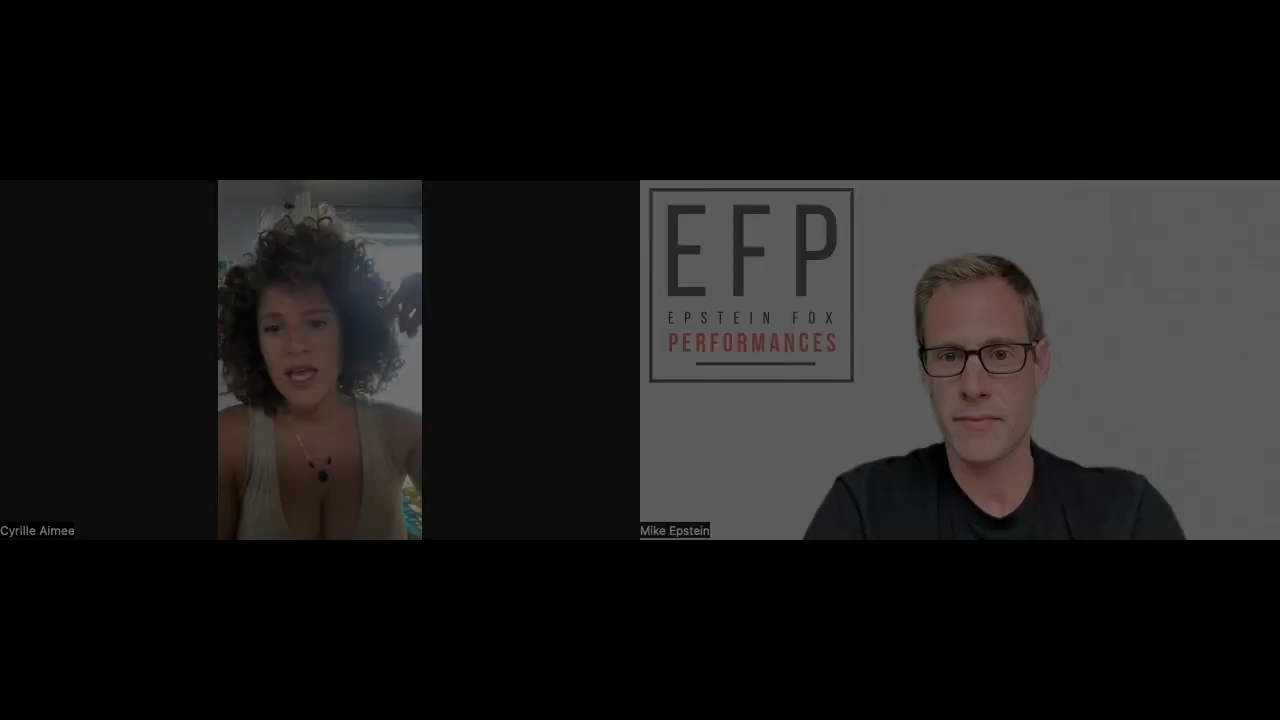 EFP
EPSTEIN FOX
PERFORMANCES
Cyrille Aimee
Mike Epstein